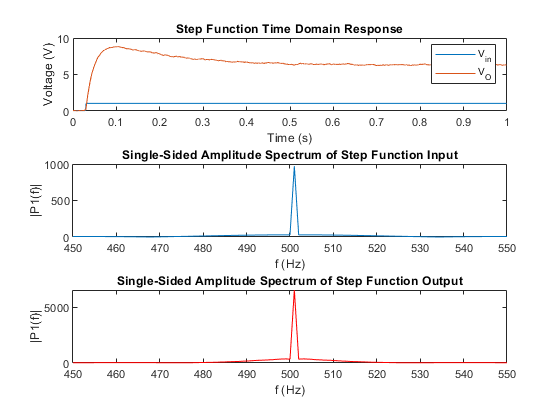 Step Function Time Domain Response
10
5
0
Voltage (V)
V_in
V_O
0 0.1 0.2 0.3 0.4 0.5 0.6 0.7 0.8 0.9 1
Time (s)
Single-Sided Amplitude Spectrum of Step Function Input
1000
500
0
|P1(f)|
450 460 470 480 490 500 510 520 530 540 550
f (Hz)
Single-Sided Amplitude Spectrum of Step Function Output
5000
0
|P1(f)|
450 460 470 480 490 500 510 520 530 540 550
f (Hz)